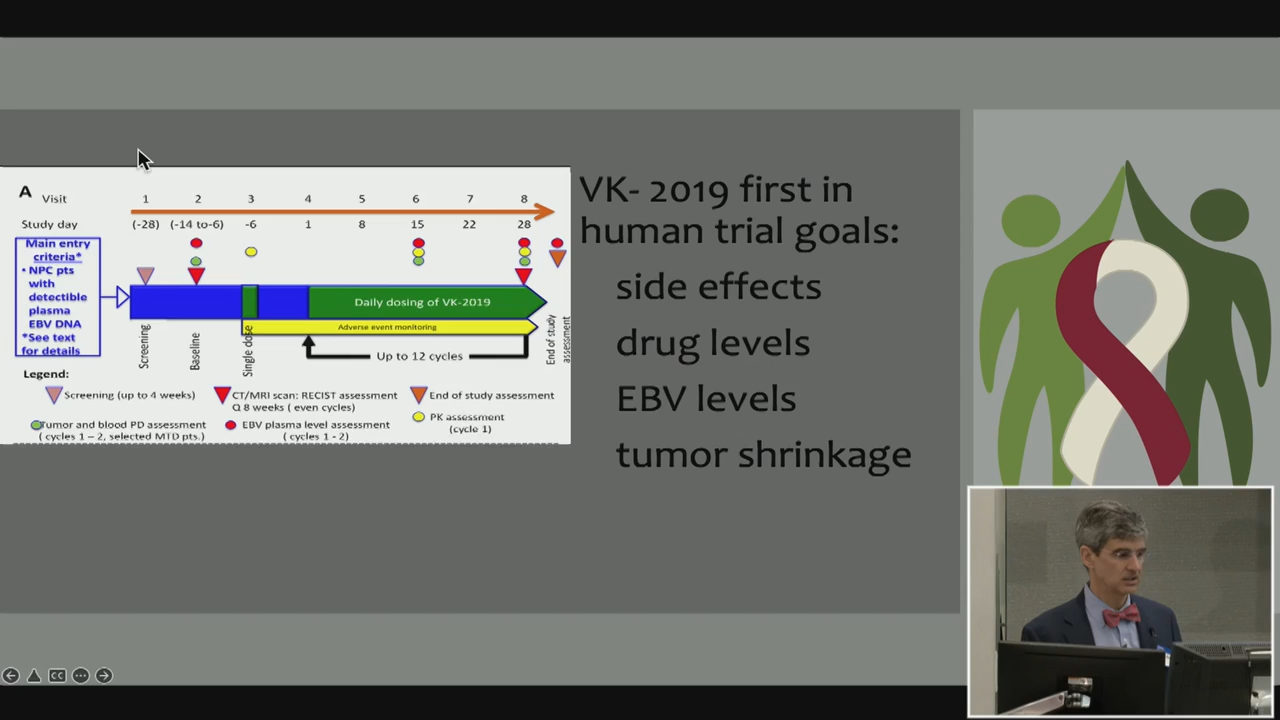 A Visit 1 2 3 4 5 6 7 8
Study day (-28) (-14 to-6) -6 1 8 15 22 28
Main entry
criteria*
• NPC pts
with
detectible
plasma
EBV DNA
*See text
for details
Daily dosing of VK-2019
Adverse event monitoring
Screening
Baseline
Single dose
Up to 12 cycles
End of study
assessment
Legend:
Screening (up to 4 weeks)
CT/MRI scan: RECIST assessment
Q 8 weeks ( even cycles)
End of study assessment
Tumor and blood PD assessment
( cycles 1 – 2, selected MTD pts.)
EBV plasma level assessment
( cycles 1 - 2)
PK assessment
(cycle 1)
VK- 2019 first in
human trial goals:
side effects
drug levels
EBV levels
tumor shrinkage
CC